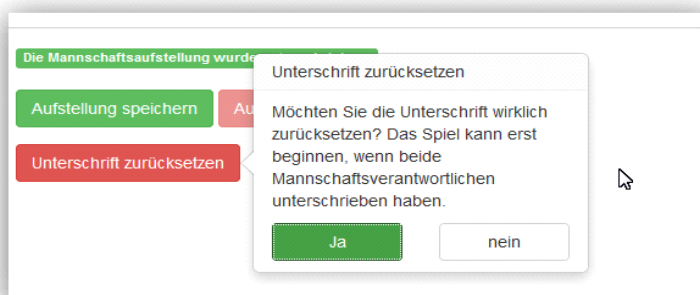 Die Mannschaftsaufstellung wurde
Aufstellung speichern
Unterschrift zurücksetzen
Unterschrift zurücksetzen
Möchten Sie die Unterschrift wirklich
zurücksetzen? Das Spiel kann erst
beginnen, wenn beide
Mannschaftsverantwortlichen
unterschrieben haben.
Ja
nein